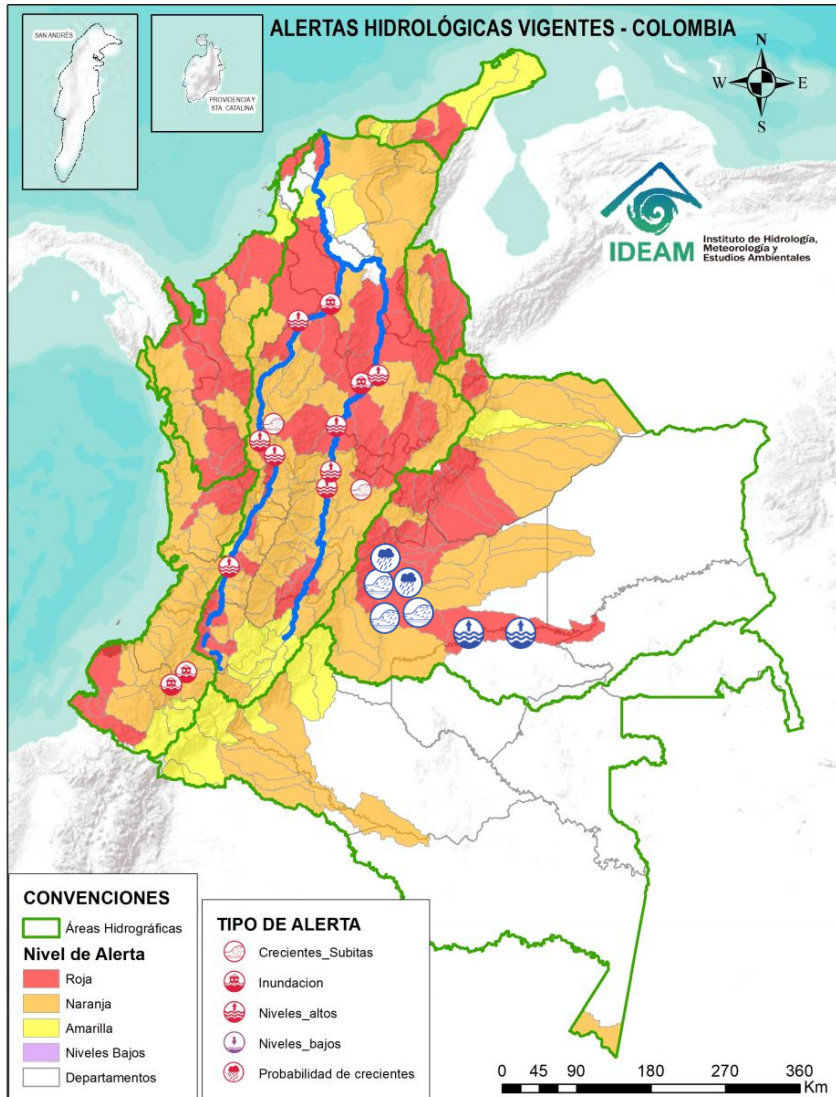 ALERTAS HIDROLÓGICAS VIGENTES - COLOMBIA
SAN ANDRÉS
PROVIDENCIA Y
STA. CATALINA
N
W
E
S
IDEAM
Instituto de Hidrología,
Meteorología y
Estudios Ambientales
CONVENCIONES
Áreas Hidrográficas
Nivel de Alerta
Roja
Naranja
Amarilla
Niveles Bajos
Departamentos
TIPO DE ALERTA
Crecientes_Subitas
Inundacion
Niveles_altos
Niveles_bajos
Probabilidad de crecientes
0 45 90 180 270 360
Km